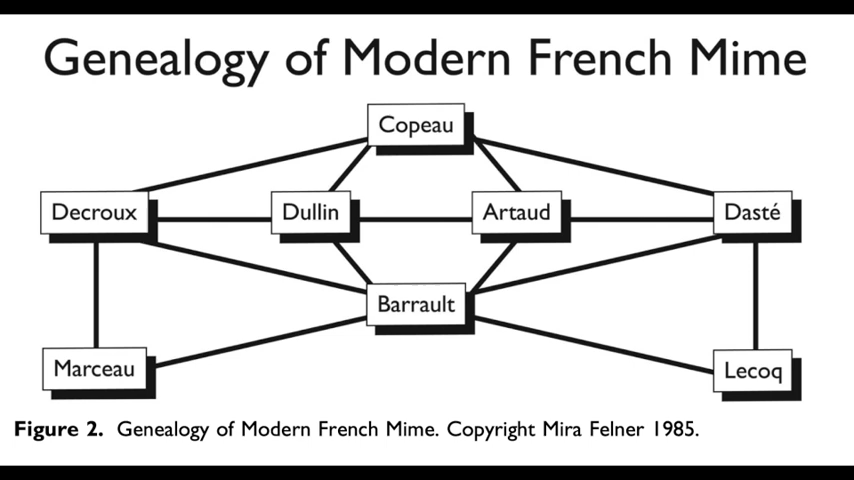 Genealogy of Modern French Mime
Copeau
Decroux Dullin Artaud Dasté
Barrault
Marceau Lecoq
Figure 2. Genealogy of Modern French Mime. Copyright Mira Felner 1985.